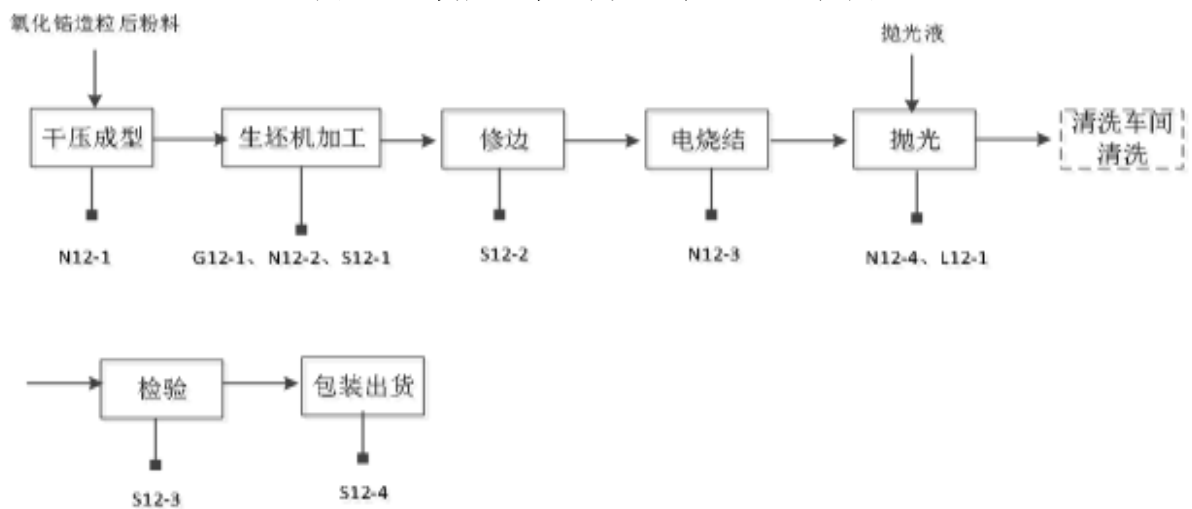 氧化锆造粒后粉料
抛光液
干压成型
生坯机加工
修边
电烧结
抛光
清洗车间
清洗
N12-1
G12-1、N12-2、S12-1
S12-2
N12-3
N12-4、L12-1
检验
包装出货
S12-3
S12-4